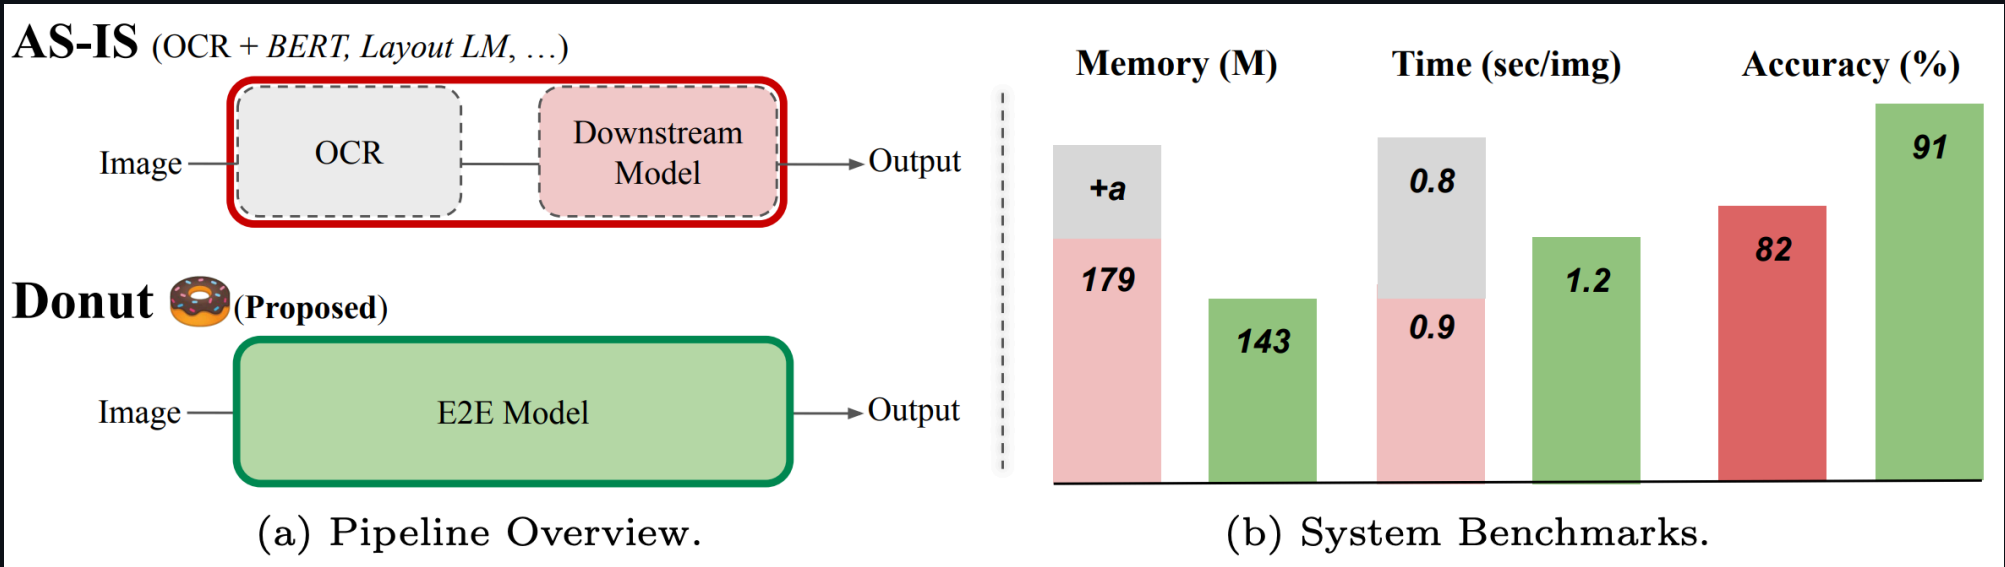 AS-IS (OCR + BERT, Layout LM, …)
Image
OCR
Downstream
Model
Output
Donut 🍩 (Proposed)
Image
E2E Model
Output
(a) Pipeline Overview.
Memory (M)
Time (sec/img)
Accuracy (%)
+a
179
143
0.8
0.9
1.2
82
91
(b) System Benchmarks.